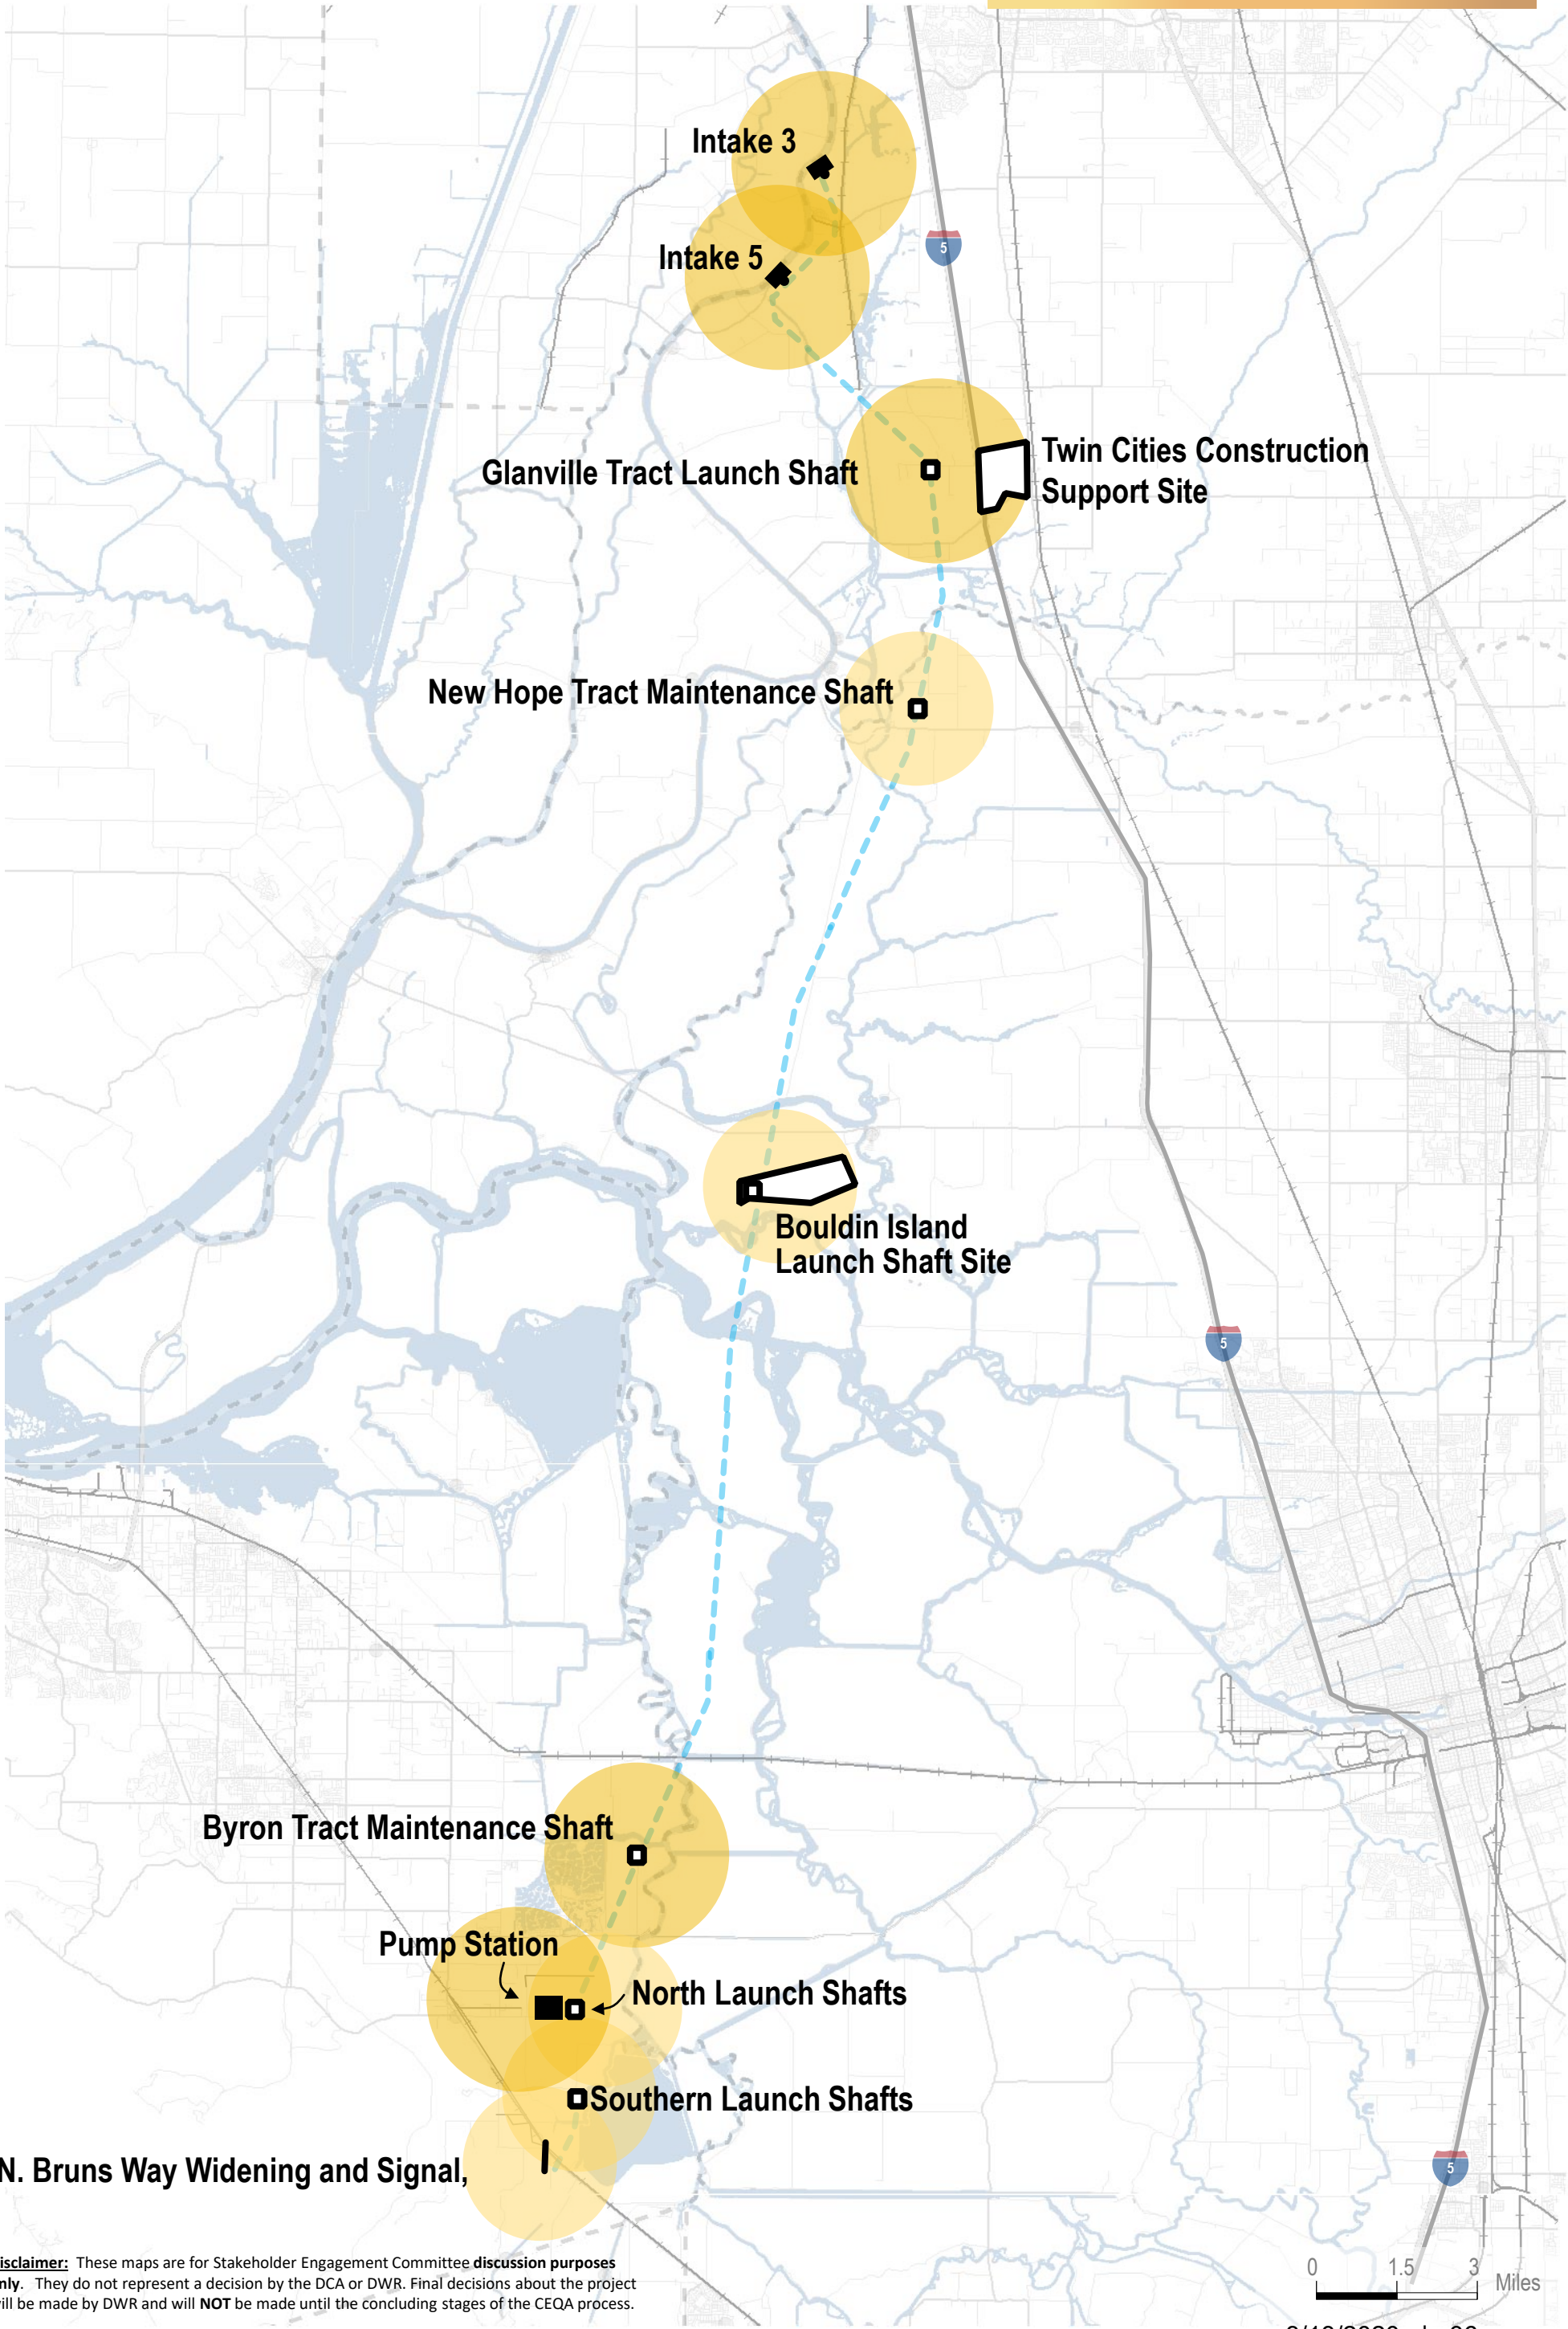 Intake 3
5
Intake 5
Twin Cities Construction
Support Site
Glanville Tract Launch Shaft
New Hope Tract Maintenance Shaft
Bouldin Island
Launch Shaft Site
5
Byron Tract Maintenance Shaft
Pump Station
North Launch Shafts
Southern Launch Shafts
N. Bruns Way Widening and Signal,
5
isclaimer: These maps are for Stakeholder Engagement Committee discussion purposes
nly. They do not represent a decision by the DCA or DWR. Final decisions about the project
ill be made by DWR and will NOT be made until the concluding stages of the CEQA process.
0 1.5 3
Miles